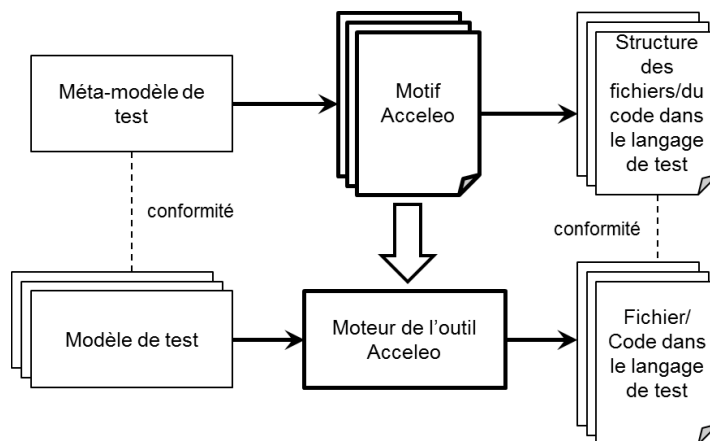 Méta-modèle de
test
Motif
Acceleo
Structure
des
fichiers/du
code dans
le langage
de test
conformité
conformité
Modèle de test
Moteur de l’outil
Acceleo
Fichier/
Code dans
le langage
de test